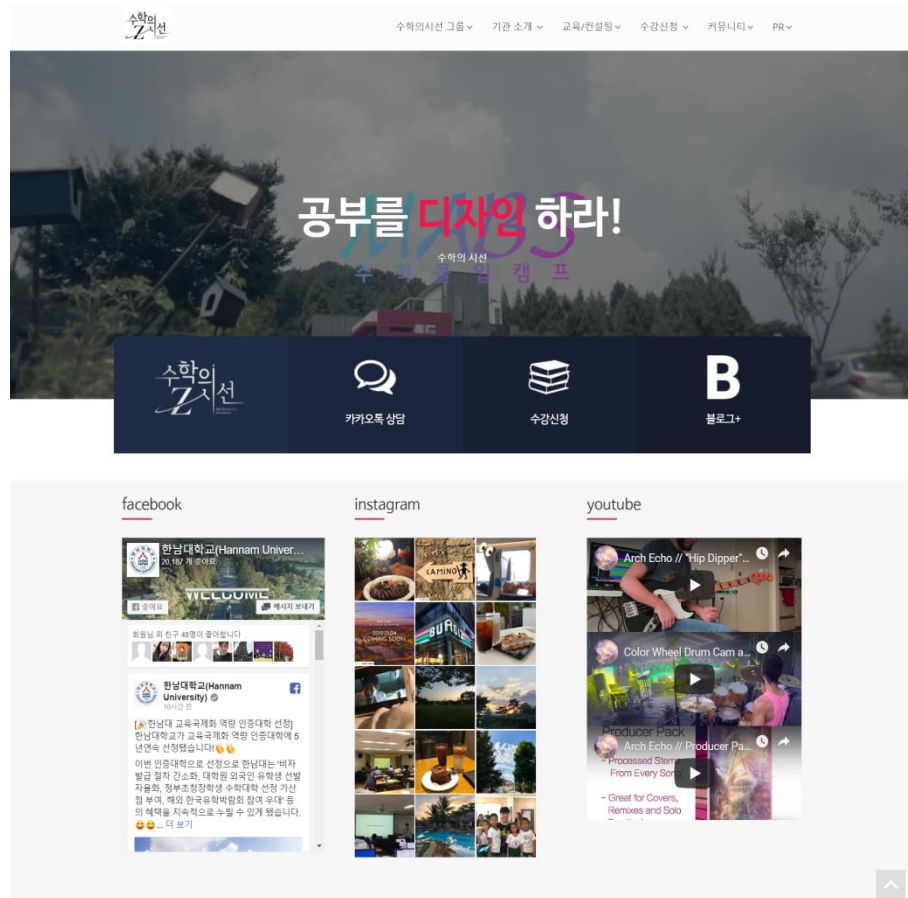 수학의
Z시선
수학의시선 그룹
기관 소개
교육/컨설팅
수강신청
커뮤니티
PR
공부를 디자인 하라!
MABS
수학의 시선
수학몰입캠프
수학의
Z시선
카카오톡 상담
수강신청
B
블로그+
facebook
한남대학교(Hannam Univer...
20,187 개 좋아요
WELCOME
좋아요
메시지 보내기
회원님 외 친구 48명이 좋아합니다
한남대학교(Hannam
University)
10시간 전
[🎉한남대 교육국제화 역량 인증대학 선정]
한남대학교가 교육국제화 역량 인증대학에 5
년연속 선정됐습니다!👏👏
이번 인증대학으로 선정으로 한남대는 '비자
발급 절차 간소화, 대학원 외국인 유학생 선발
자율화, 정부초청장학생 수학대학 선정 가산
점 부여, 해외 한국유학박람회 참여 우대' 등
의 혜택을 지속적으로 누릴 수 있게 됐습니다.
😄😄... 더 보기
instagram
CAMINO
2019.01.04
COMING SOON
youtube
Arch Echo // "Hip Dipper"...
Color Wheel Drum Cam a...
Producer Pack
Arch Echo // Producer Pa...
- Processed Stems
From Every Song!
- Great for Covers,
Remixes and Solo